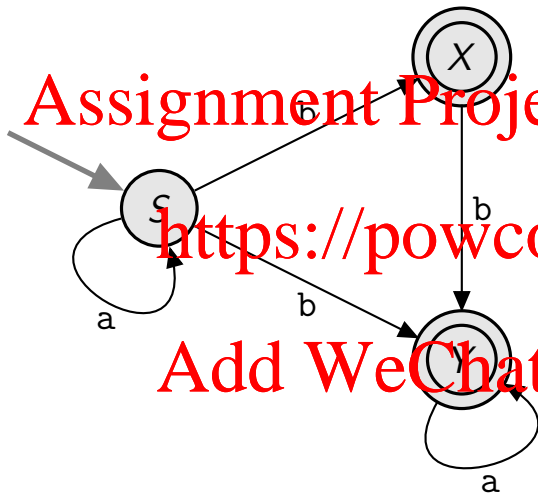 X
Assignment Proje
b
S
https://powco
b
b
a
Add WeChat
Y
a